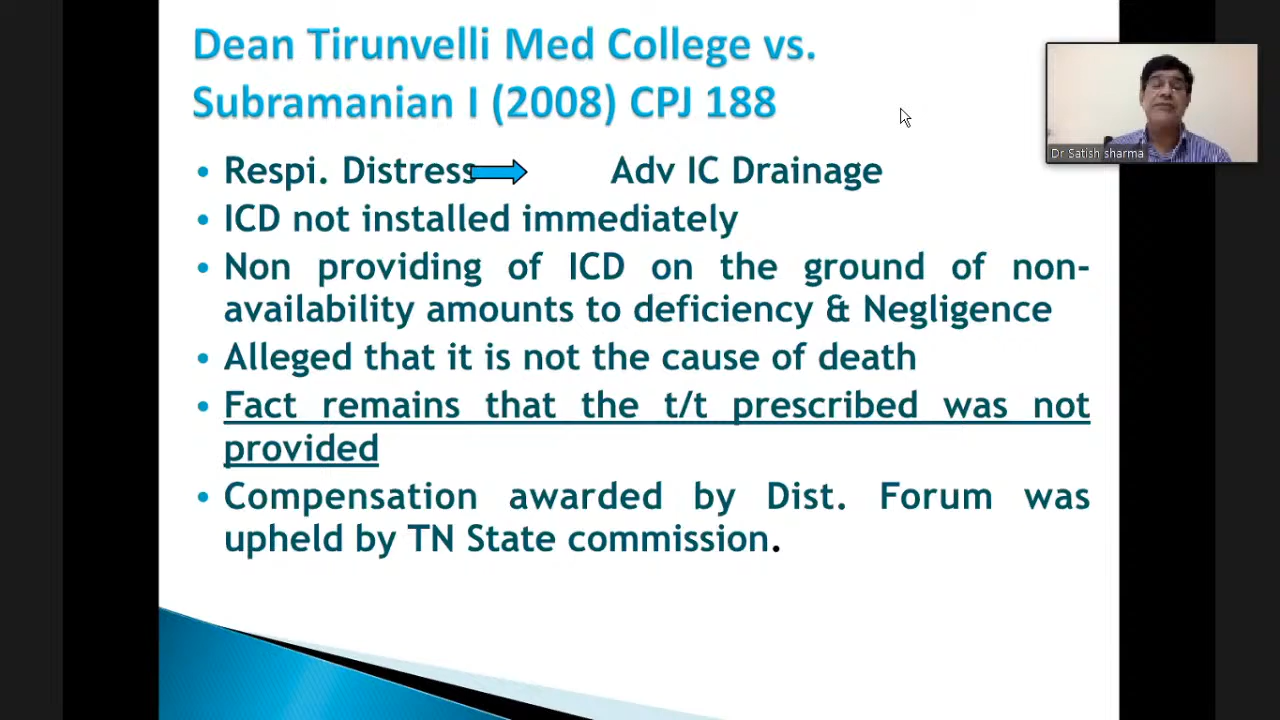 Dean Tirunvelli Med College vs.
Subramanian I (2008) CPJ 188
Dr Satish sharma
• Respi. Distress Adv IC Drainage
• ICD not installed immediately
• Non providing of ICD on the ground of non-
availability amounts to deficiency & Negligence
• Alleged that it is not the cause of death
• Fact remains that the t/t prescribed was not
provided
• Compensation awarded by Dist. Forum was
upheld by TN State commission.